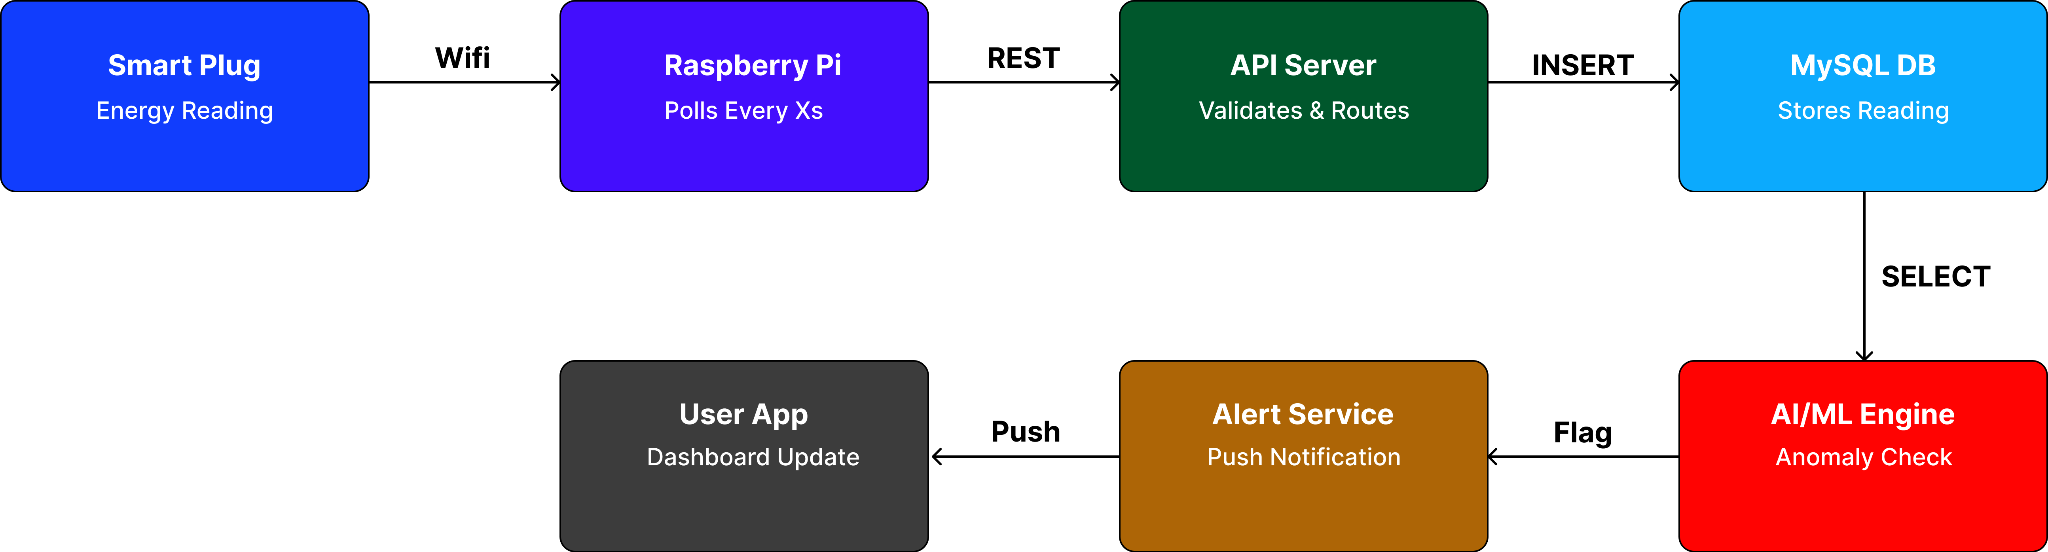 Smart Plug
Energy Reading
Wifi
Raspberry Pi
Polls Every Xs
REST
API Server
Validates & Routes
INSERT
MySQL DB
Stores Reading
SELECT
AI/ML Engine
Anomaly Check
Flag
Alert Service
Push Notification
Push
User App
Dashboard Update